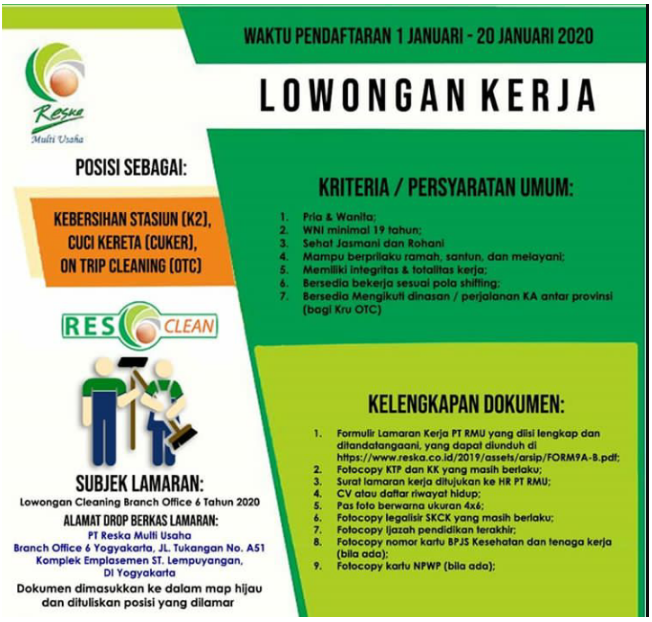 WAKTU PENDAFTARAN 1 JANUARI - 20 JANUARI 2020
LOWONGAN KERJA
Reska
Multi Usaha
POSISI SEBAGAI:
KEBERSIHAN STASIUN (K2),
CUCI KERETA (CUKER),
ON TRIP CLEANING (OTC)
RES CLEAN
SUBJEK LAMARAN:
Lowongan Cleaning Branch Office 6 Tahun 2020
ALAMAT DROP BERKAS LAMARAN:
PT Reska Multi Usaha
Branch Office 6 Yogyakarta, JL. Tukangan No. A51
Komplek Emplasemen ST. Lempuyangan,
DI Yogyakarta
Dokumen dimasukkan ke dalam map hijau
dan dituliskan posisi yang dilamar
KRITERIA / PERSYARATAN UMUM:
1. Pria & Wanita;
2. WNI minimal 19 tahun;
3. Sehat Jasmani dan Rohani
4. Mampu berprilaku ramah, santun, dan melayani;
5. Memiliki integritas & totalitas kerja;
6. Bersedia bekerja sesuai pola shifting;
7. Bersedia Mengikuti dinasan / perjalanan KA antar provinsi
(bagi Kru OTC)
KELENGKAPAN DOKUMEN:
1. Formulir Lamaran Kerja PT RMU yang diisi lengkap dan
ditandatangaani, yang dapat diunduh di
https://www.reska.co.id/2019/assets/arsip/FORM9A-B.pdf;
2. Fotocopy KTP dan KK yang masih berlaku;
3. Surat lamaran kerja ditujukan ke HR PT RMU;
4. CV atau daftar riwayat hidup;
5. Pas foto berwarna ukuran 4x6;
6. Fotocopy legalisir SKCK yang masih berlaku;
7. Fotocopy Ijazah pendidikan terakhir;
8. Fotocopy nomor kartu BPJS Kesehatan dan tenaga kerja
(bila ada);
9. Fotocopy kartu NPWP (bila ada);